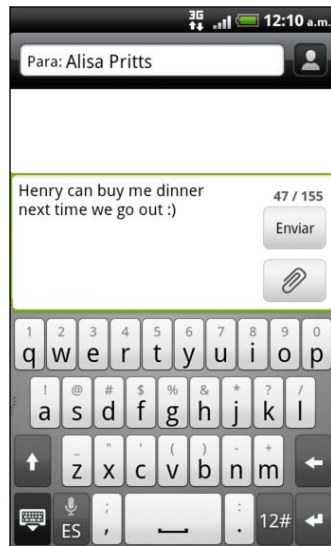 3G 12:10 a.m.
Para: Alisa Pritts
Henry can buy me dinner
next time we go out :)
47 / 155
Enviar
1 2 3 4 5 6 7 8 9 0
q w e r t y u i o p
! @ # $ % & * ? /
a s d f g h j k l
_ " ' ( ) - +
z x c v b n m
ES ; , : . 12#